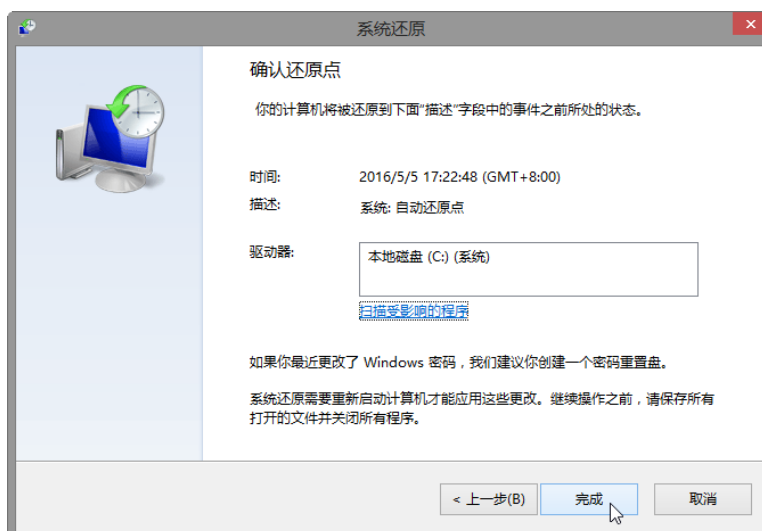 系统还原
确认还原点
你的计算机将被还原到下面“描述”字段中的事件之前所处的状态。
时间: 2016/5/5 17:22:48 (GMT+8:00)
描述: 系统: 自动还原点
驱动器: 本地磁盘 (C:) (系统)
扫描受影响的程序
如果你最近更改了 Windows 密码，我们建议你创建一个密码重置盘。
系统还原需要重新启动计算机才能应用这些更改。继续操作之前，请保存所有
打开的文件并关闭所有程序。
< 上一步(B) 完成 取消